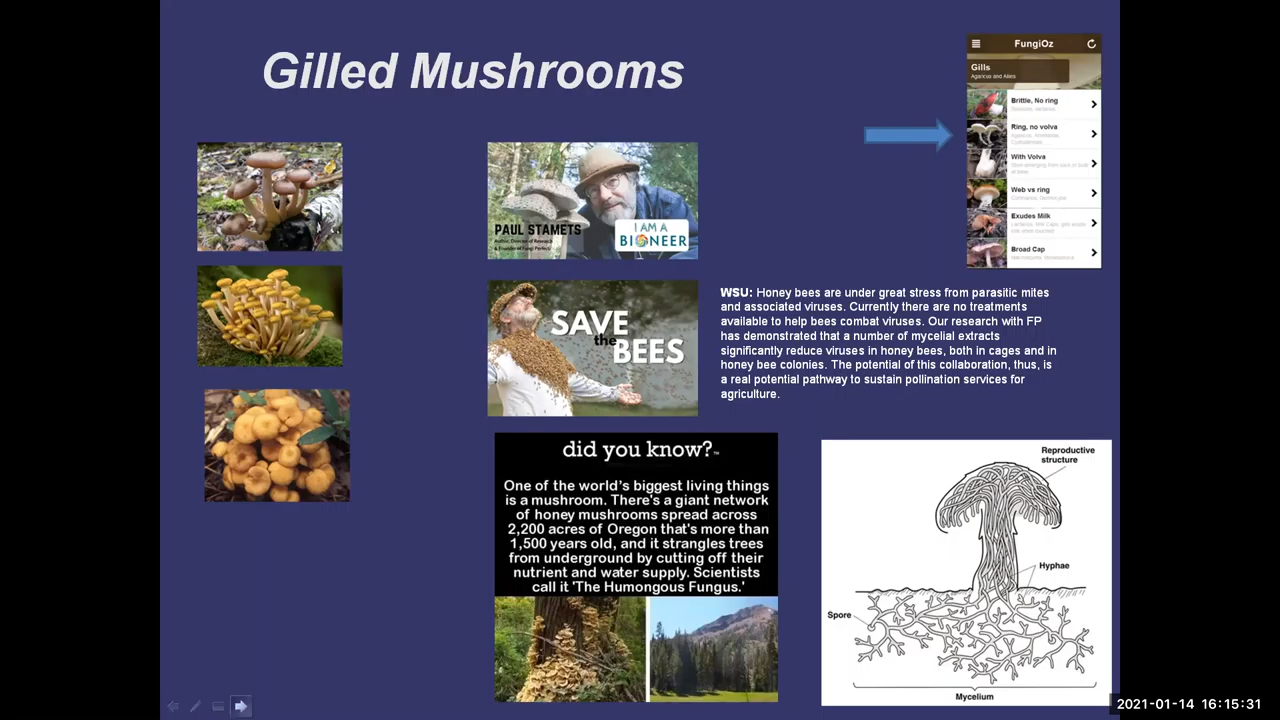 Gilled Mushrooms
FungiOz
Gills
Agaricus and Allies
Brittle, No ring
Ring, no volva
With Volva
Web vs ring
Exudes Milk
Broad Cap
PAUL STAMETS
Author, Director of Research
& Founder of Fungi Perfecti
I AM A
BIONEER
SAVE
the
BEES
WSU: Honey bees are under great stress from parasitic mites
and associated viruses. Currently there are no treatments
available to help bees combat viruses. Our research with FP
has demonstrated that a number of mycelial extracts
significantly reduce viruses in honey bees, both in cages and in
honey bee colonies. The potential of this collaboration, thus, is
a real potential pathway to sustain pollination services for
agriculture.
did you know?
One of the world's biggest living things
is a mushroom. There's a giant network
of honey mushrooms spread across
2,200 acres of Oregon that's more than
1,500 years old, and it strangles trees
from underground by cutting off their
nutrient and water supply. Scientists
call it 'The Humongous Fungus.'
Reproductive
structure
Hyphae
Spore
Mycelium
2021-01-14 16:15:31